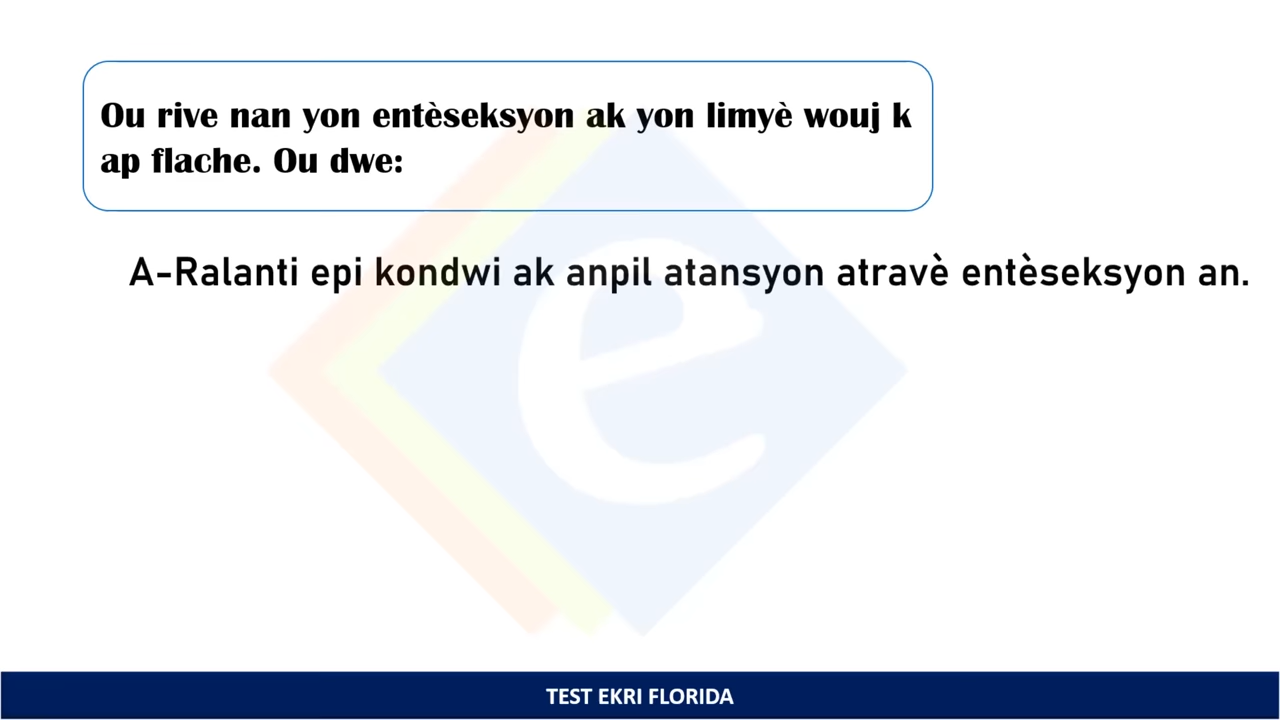 Ou rive nan yon entèseksyon ak yon limyè wouj k
ap flache. Ou dwe:
A-Ralanti epi kondwi ak anpil atansyon atravè entèseksyon an.
e
TEST EKRI FLORIDA